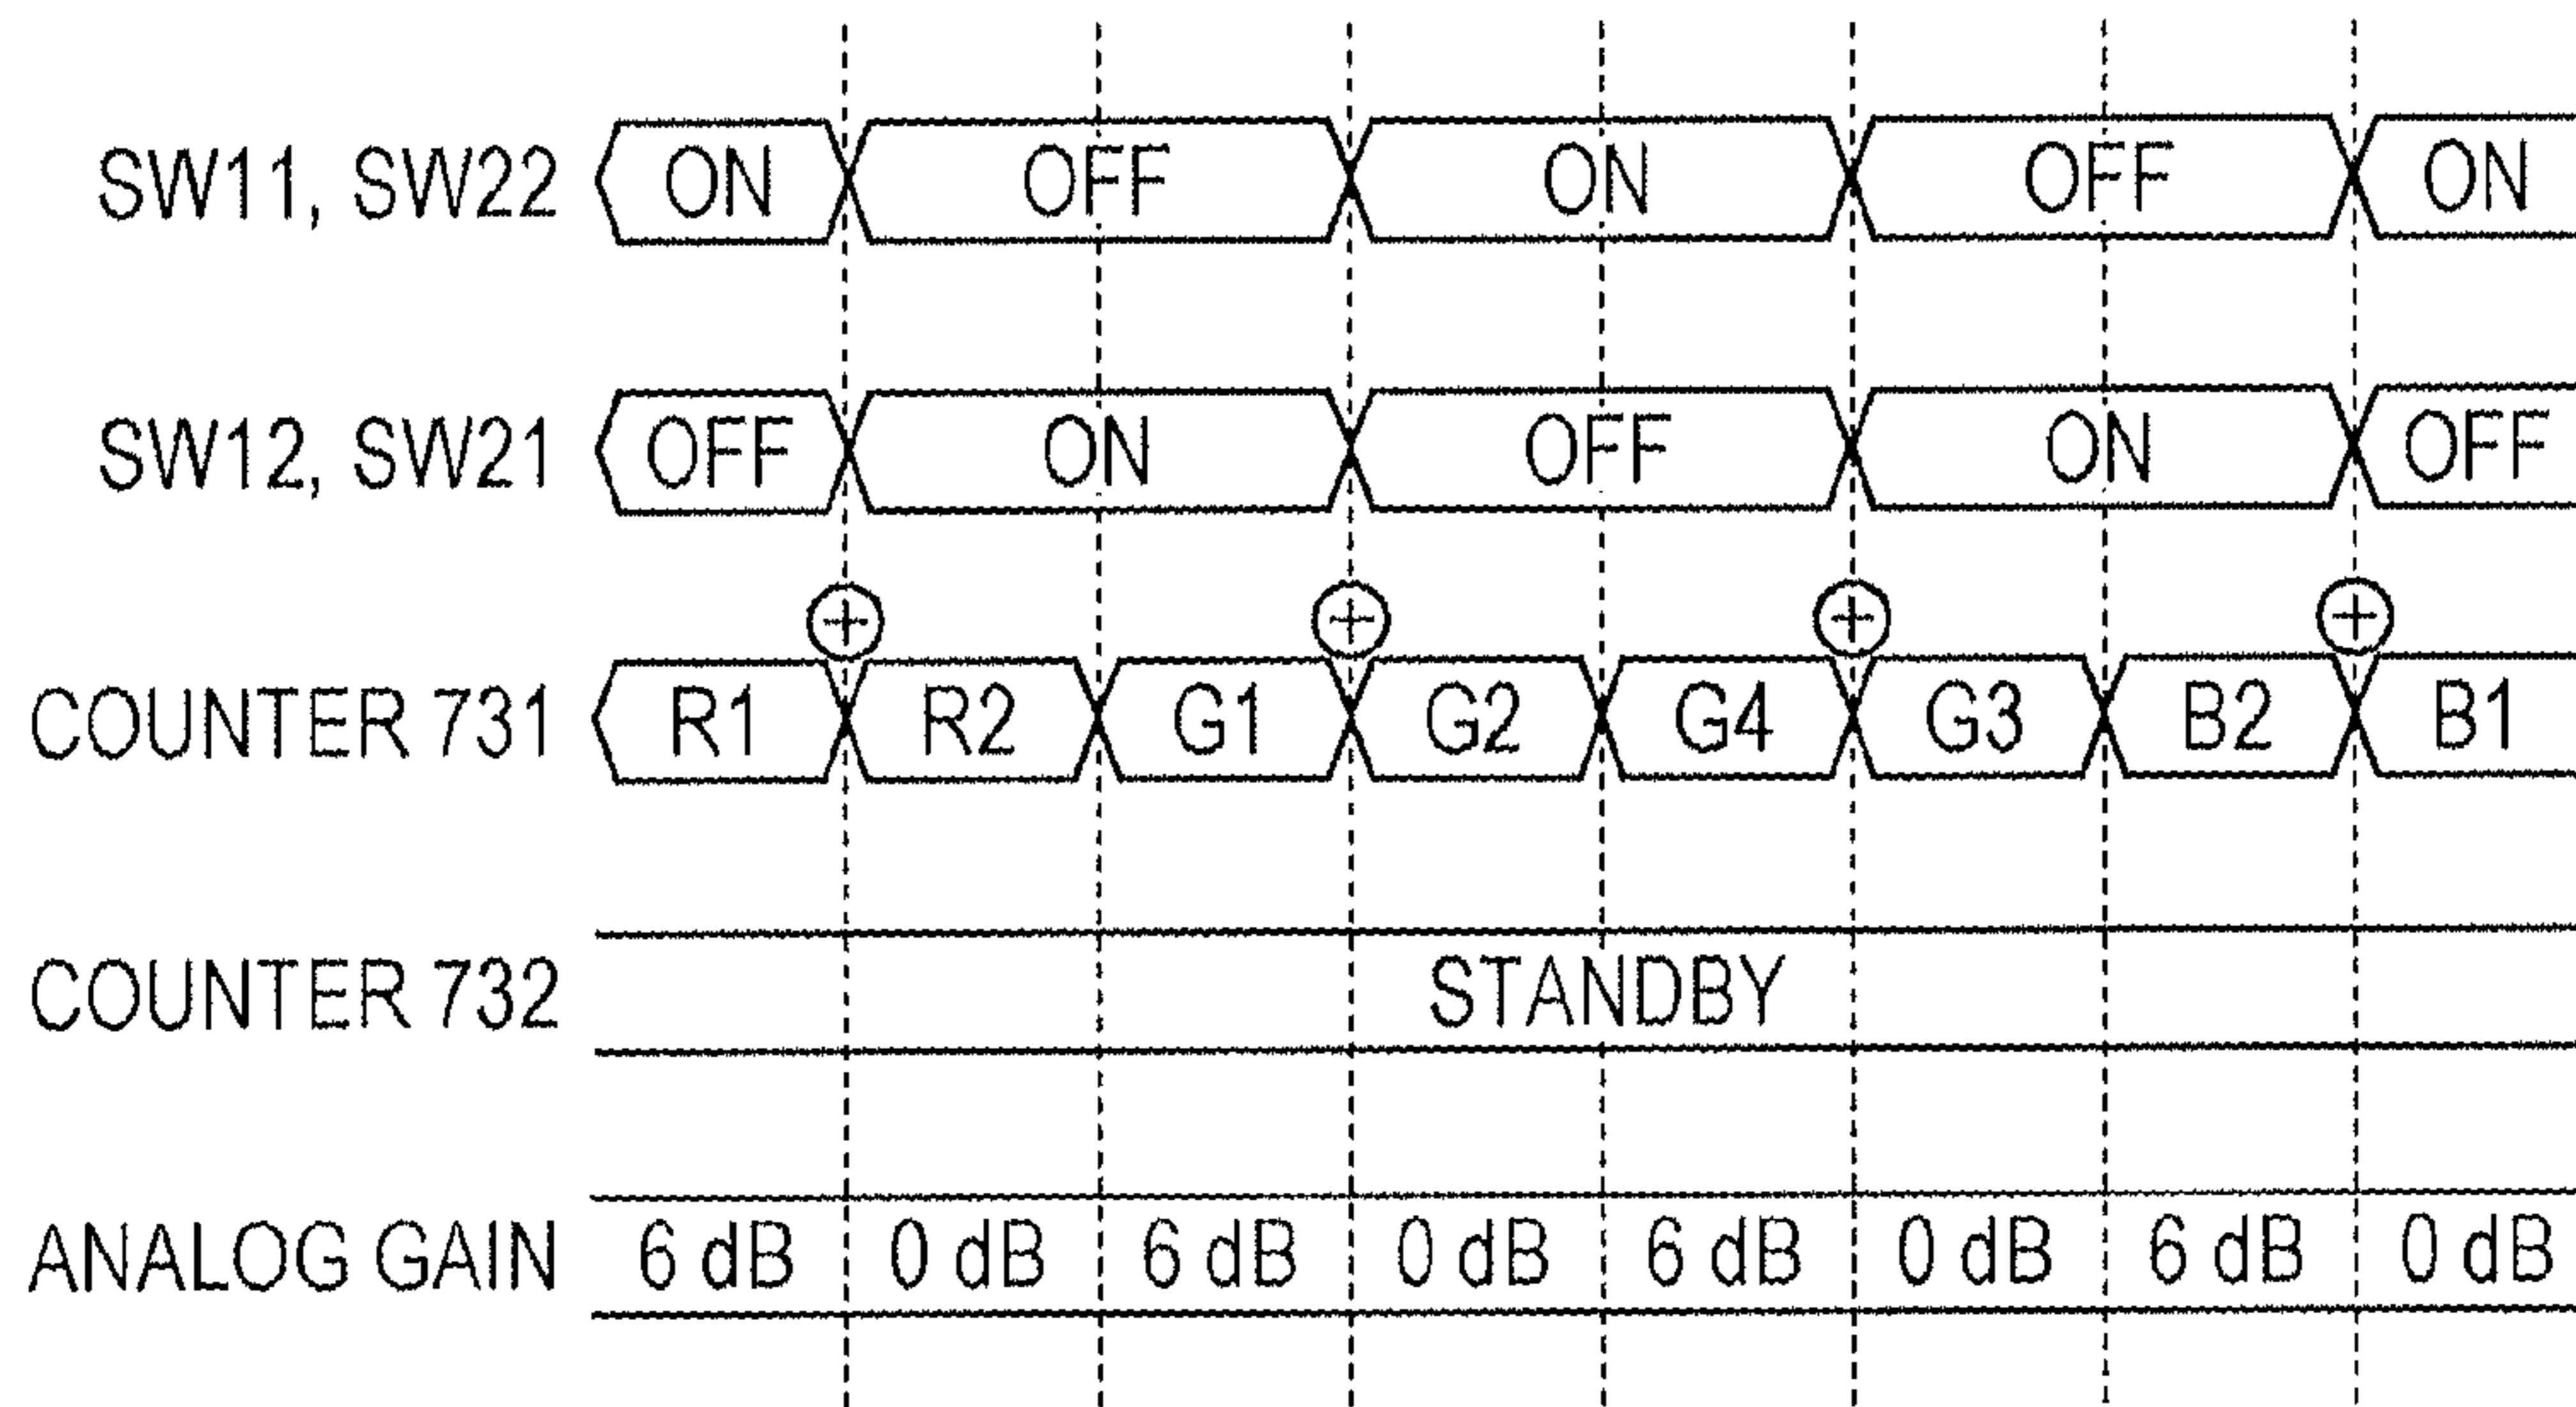 SW11, SW22 ON OFF ON OFF ON
SW12, SW21 OFF ON OFF ON OFF
+ + + +
COUNTER 731 R1 R2 G1 G2 G4 G3 B2 B1
COUNTER 732 STANDBY
ANALOG GAIN 6 dB 0 dB 6 dB 0 dB 6 dB 0 dB 6 dB 0 dB